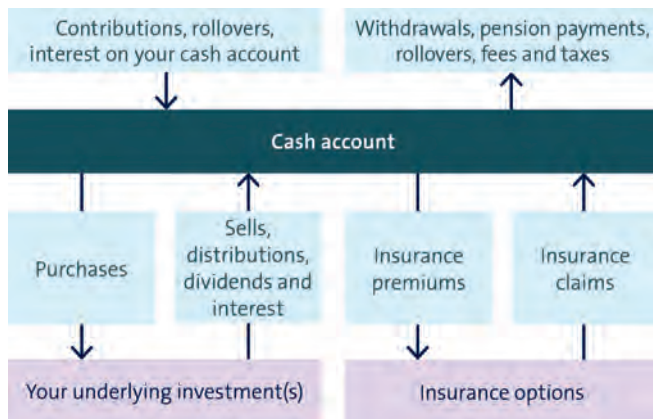 Contributions, rollovers,
interest on your cash account
Withdrawals, pension payments,
rollovers, fees and taxes
Cash account
Purchases
Sells,
distributions,
dividends and
interest
Insurance
premiums
Insurance
claims
Your underlying investment(s)
Insurance options